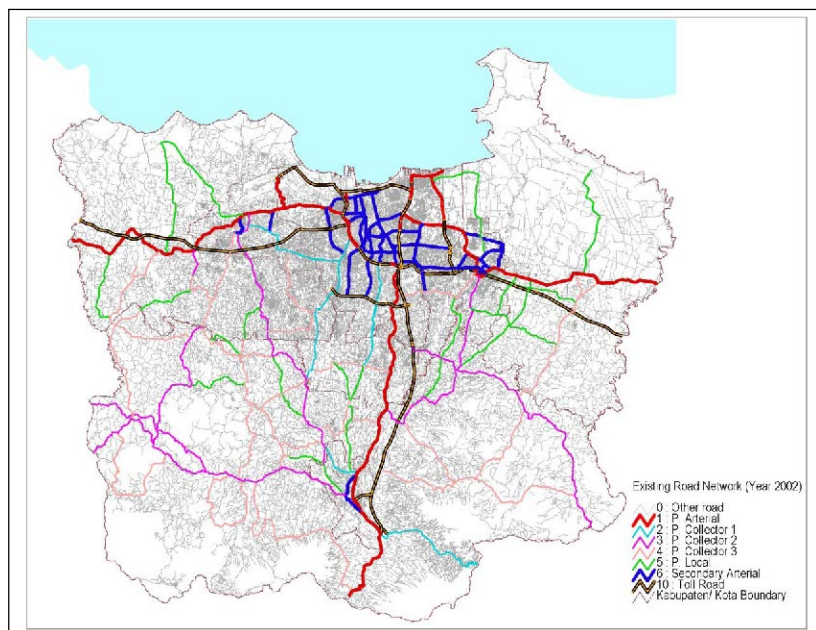 Existing Road Network (Year 2002)
0 : Other road
1 : P. Arterial
2 : P. Collector 1
3 : P. Collector 2
4 : P. Collector 3
5 : P. Local
6 : Secondary Arterial
10 : Toll Road
Kabupaten/ Kota Boundary